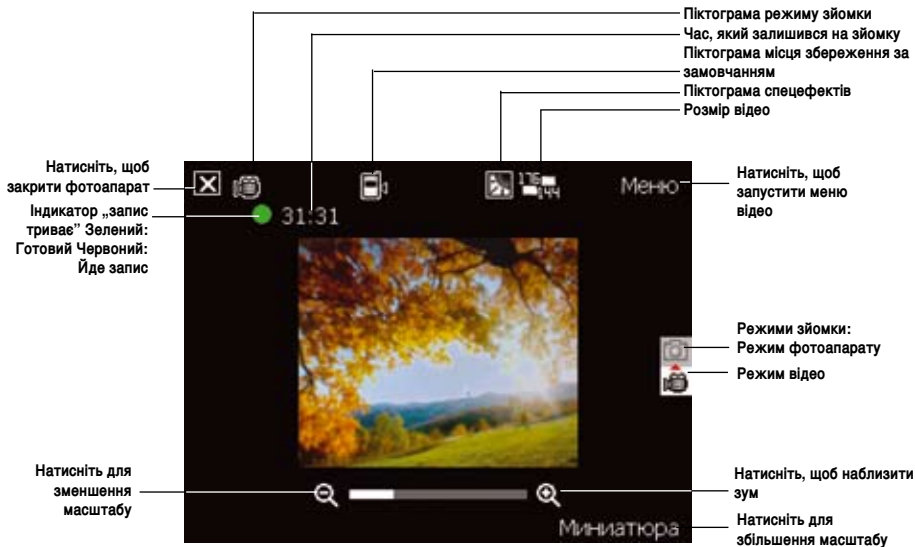 Піктограма режиму зйомки
Час, який залишився на зйомку
Піктограма місця збереження за
замовчанням
Піктограма спецефектів
Розмір відео
Натисніть, щоб
закрити фотоапарат
Індикатор „запис
триває” Зелений:
Готовий Червоний:
Йде запис
176
144
Меню
31:31
Натисніть, щоб
запустити меню
відео
Режими зйомки:
Режим фотоапарату
Режим відео
Натисніть для
зменшення
масштабу
Натисніть, щоб наблизити
зум
Миниатюра
Натисніть для
збільшення масштабу